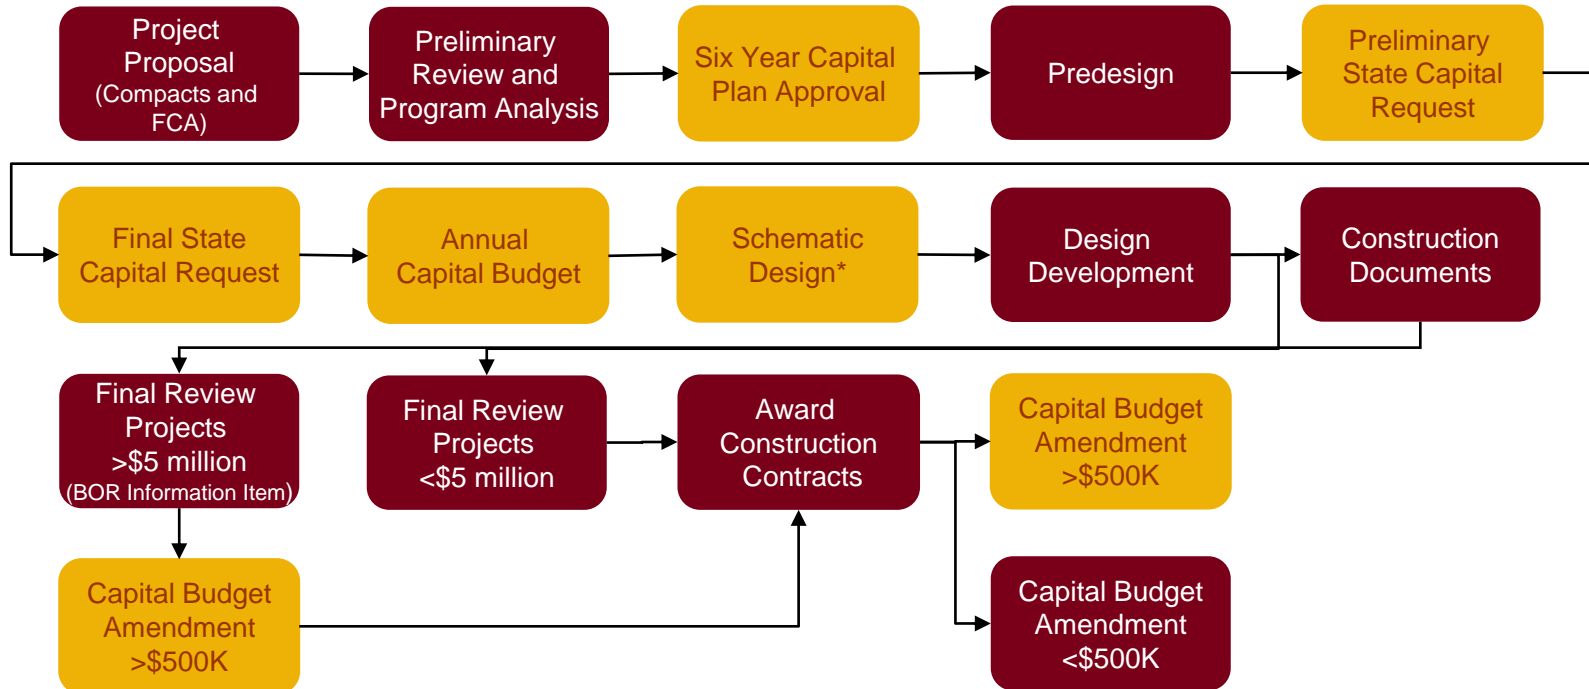 Project
Proposal
(Compacts and
FCA)
Preliminary
Review and
Program Analysis
Six Year Capital
Plan Approval
Predesign
Preliminary
State Capital
Request
Final State
Capital Request
Annual
Capital Budget
Schematic
Design*
Design
Development
Construction
Documents
Final Review
Projects
>$5 million
(BOR Information Item)
Final Review
Projects
<$5 million
Award
Construction
Contracts
Capital Budget
Amendment
>$500K
Capital Budget
Amendment
>$500K
Capital Budget
Amendment
<$500K